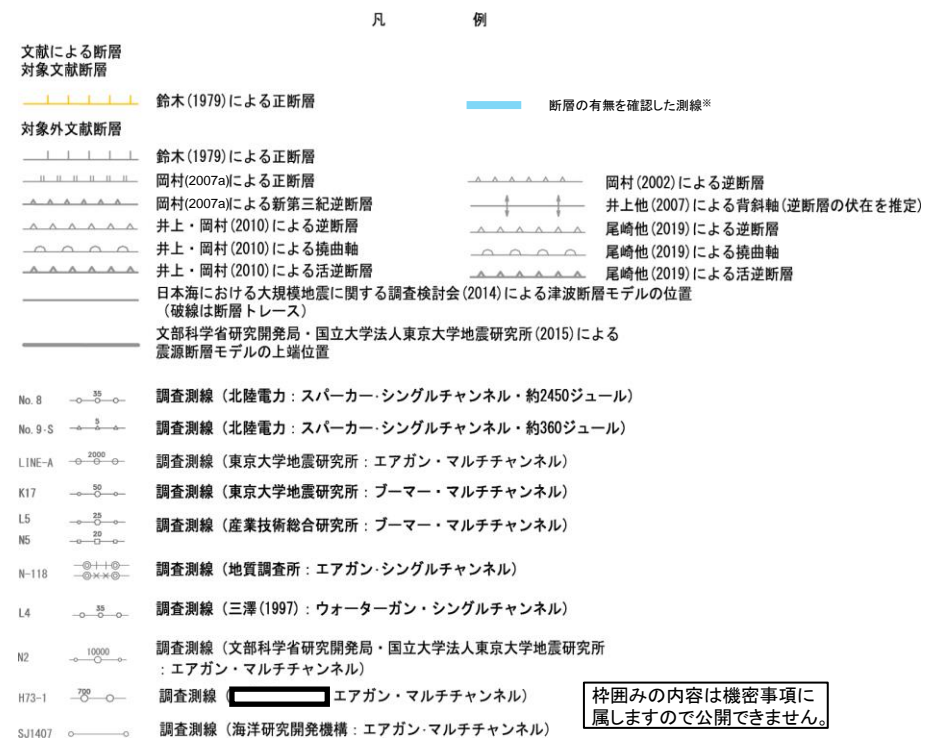 凡 例
文献による断層
対象文献断層
鈴木(1979)による正断層
断層の有無を確認した測線※
対象外文献断層
鈴木(1979)による正断層
岡村(2007a)による正断層
岡村(2007a)による新第三紀逆断層
井上・岡村(2010)による逆断層
井上・岡村(2010)による撓曲軸
井上・岡村(2010)による活逆断層
岡村(2002)による逆断層
井上他(2007)による背斜軸(逆断層の伏在を推定)
尾崎他(2019)による逆断層
尾崎他(2019)による撓曲軸
尾崎他(2019)による活逆断層
日本海における大規模地震に関する調査検討会(2014)による津波断層モデルの位置
(破線は断層トレース)
文部科学省研究開発局・国立大学法人東京大学地震研究所(2015)による
震源断層モデルの上端位置
No. 8 35 調査測線(北陸電力:スパーカー・シングルチャンネル・約2450ジュール)
No. 9-S 5 調査測線(北陸電力:スパーカー・シングルチャンネル・約360ジュール)
LINE-A 2000 調査測線(東京大学地震研究所:エアガン・マルチチャンネル)
K17 50 調査測線(東京大学地震研究所:ブーマー・マルチチャンネル)
L5 25 調査測線(産業技術総合研究所:ブーマー・マルチチャンネル)
N5 20
N-118 調査測線(地質調査所:エアガン・シングルチャンネル)
L4 35 調査測線(三澤(1997):ウォーターガン・シングルチャンネル)
N2 10000 調査測線(文部科学省研究開発局・国立大学法人東京大学地震研究所
:エアガン・マルチチャンネル)
H73-1 700 調査測線( エアガン・マルチチャンネル)
SJ1407 調査測線(海洋研究開発機構:エアガン・マルチチャンネル)
枠囲みの内容は機密事項に
属しますので公開できません。